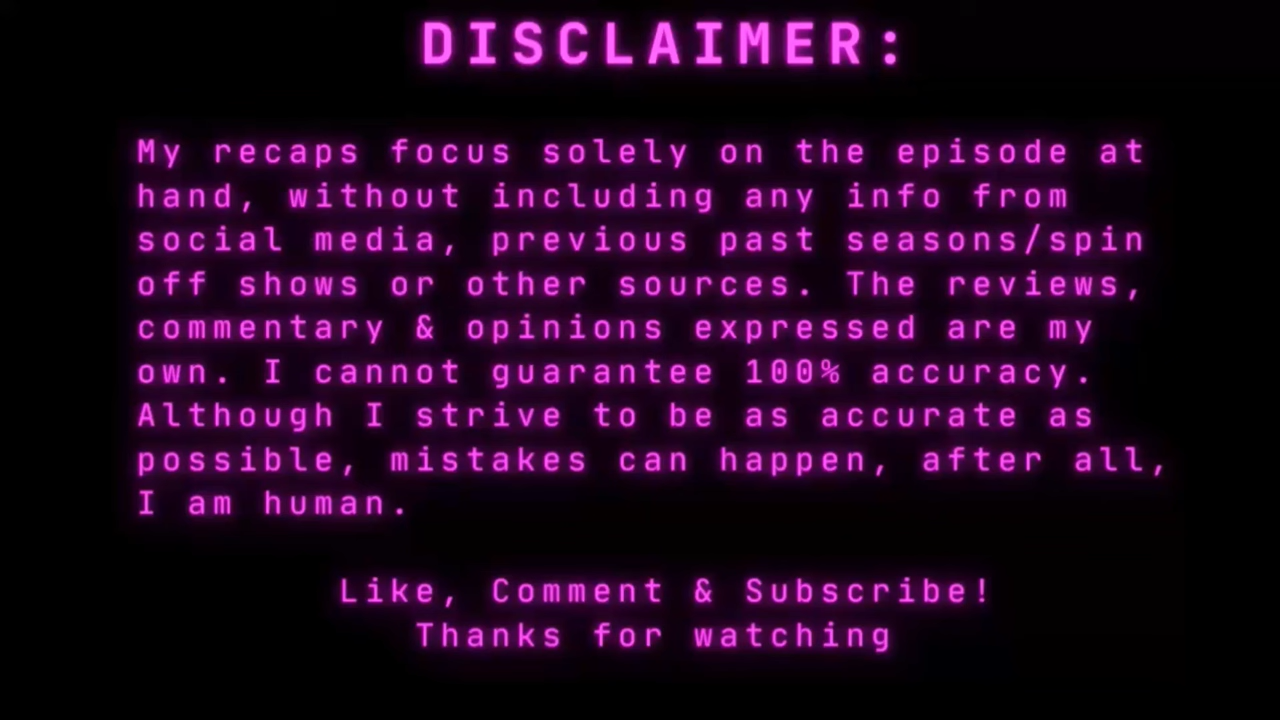 DISCLAIMER:
My recaps focus solely on the episode at
hand, without including any info from
social media, previous past seasons/spin
off shows or other sources. The reviews,
commentary & opinions expressed are my
own. I cannot guarantee 100% accuracy.
Although I strive to be as accurate as
possible, mistakes can happen, after all,
I am human.
Like, Comment & Subscribe!
Thanks for watching